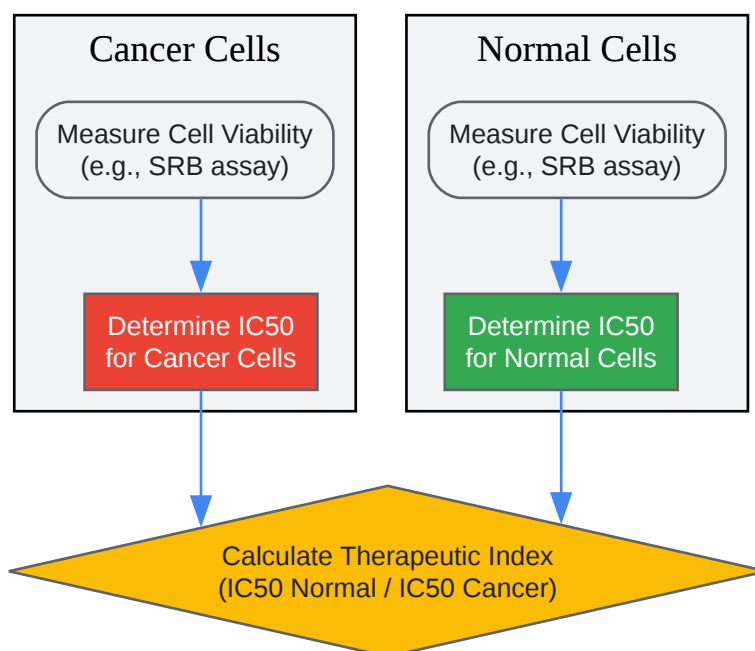 Cancer Cells
Measure Cell Viability
(e.g., SRB assay)
Determine IC50
for Cancer Cells
Normal Cells
Measure Cell Viability
(e.g., SRB assay)
Determine IC50
for Normal Cells
Calculate Therapeutic Index
(IC50 Normal / IC50 Cancer)